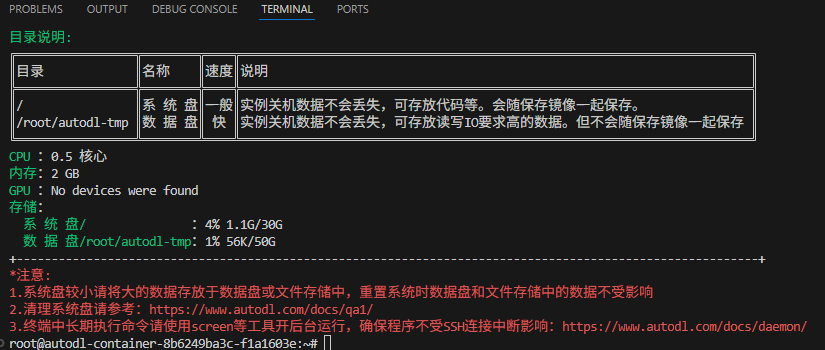 PROBLEMS OUTPUT DEBUG CONSOLE TERMINAL PORTS
目录说明:
目录 名称 速度 说明
/ 系 统 盘 一般 实例关机数据不会丢失，可存放代码等。会随保存镜像一起保存。
/root/autodl-tmp 数 据 盘 快 实例关机数据不会丢失，可存放读写IO要求高的数据。但不会随保存镜像一起保存
CPU ：0.5 核心
内存：2 GB
GPU ：No devices were found
存储：
系 统 盘/ ：4% 1.1G/30G
数 据 盘/root/autodl-tmp：1% 56K/50G
+----------------------------------------------------------------------------------------------------------------+
*注意:
1.系统盘较小请将大的数据存放于数据盘或文件存储中，重置系统时数据盘和文件存储中的数据不受影响
2.清理系统盘请参考：https://www.autodl.com/docs/qa1/
3.终端中长期执行命令请使用screen等工具开后台运行，确保程序不受SSH连接中断影响：https://www.autodl.com/docs/daemon/
root@autodl-container-8b6249ba3c-f1a1603e:~#